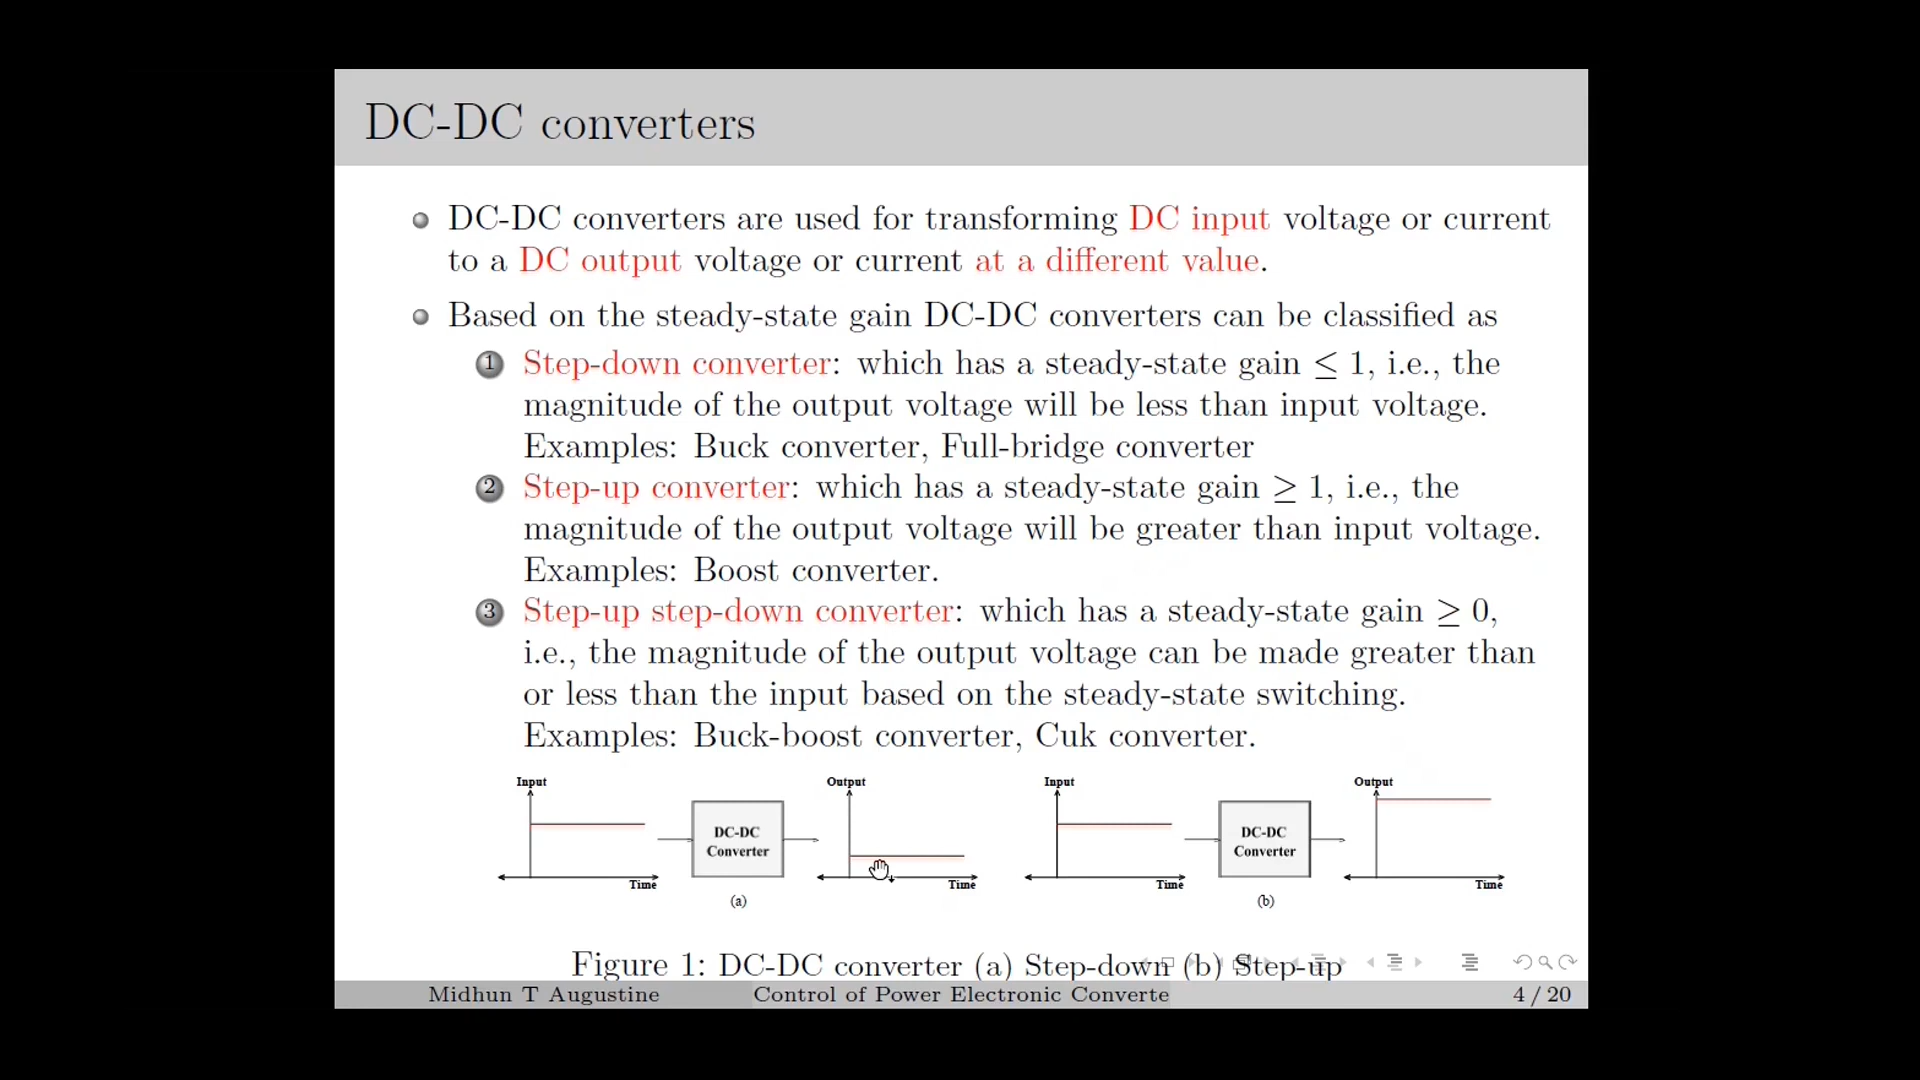 DC-DC converters
DC-DC converters are used for transforming DC input voltage or current
to a DC output voltage or current at a different value.
Based on the steady-state gain DC-DC converters can be classified as
1 Step-down converter: which has a steady-state gain ≤ 1, i.e., the
magnitude of the output voltage will be less than input voltage.
Examples: Buck converter, Full-bridge converter
2 Step-up converter: which has a steady-state gain ≥ 1, i.e., the
magnitude of the output voltage will be greater than input voltage.
Examples: Boost converter.
3 Step-up step-down converter: which has a steady-state gain ≥ 0,
i.e., the magnitude of the output voltage can be made greater than
or less than the input based on the steady-state switching.
Examples: Buck-boost converter, Cuk converter.
Input
DC-DC
Converter
Output
Time
Time
(a)
Input
DC-DC
Converter
Output
Time
Time
(b)
Figure 1: DC-DC converter (a) Step-down (b) Step-up
Midhun T Augustine Control of Power Electronic Converte 4 / 20